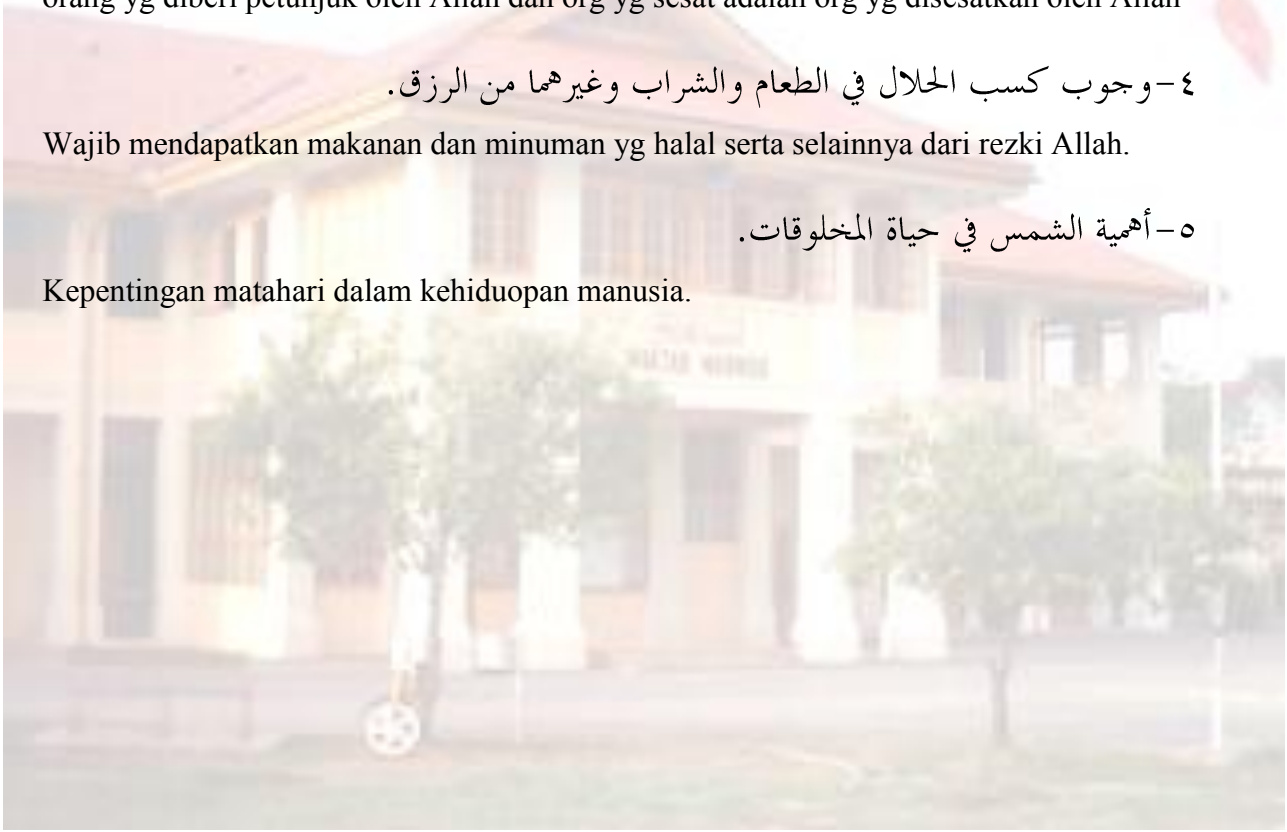 orang yg diberi petunjuk oleh Allah dan org yg sesat adalah org yg disesatkan oleh Allah
٤-وجوب كسب الحلال في الطعام والشراب وغيرهما من الرزق.
Wajib mendapatkan makanan dan minuman yg halal serta selainnya dari rezki Allah.
٥-أهمية الشمس في حياة المخلوقات.
Kepentingan matahari dalam kehiduopan manusia.